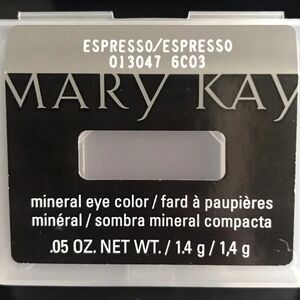 ESPRESSO/ESPRESSO
013047 6C03
MARY KAY
mineral eye color / fard à paupières
minéral / sombra mineral compacta
.05 OZ. NET WT. / 1.4 g / 1,4 g